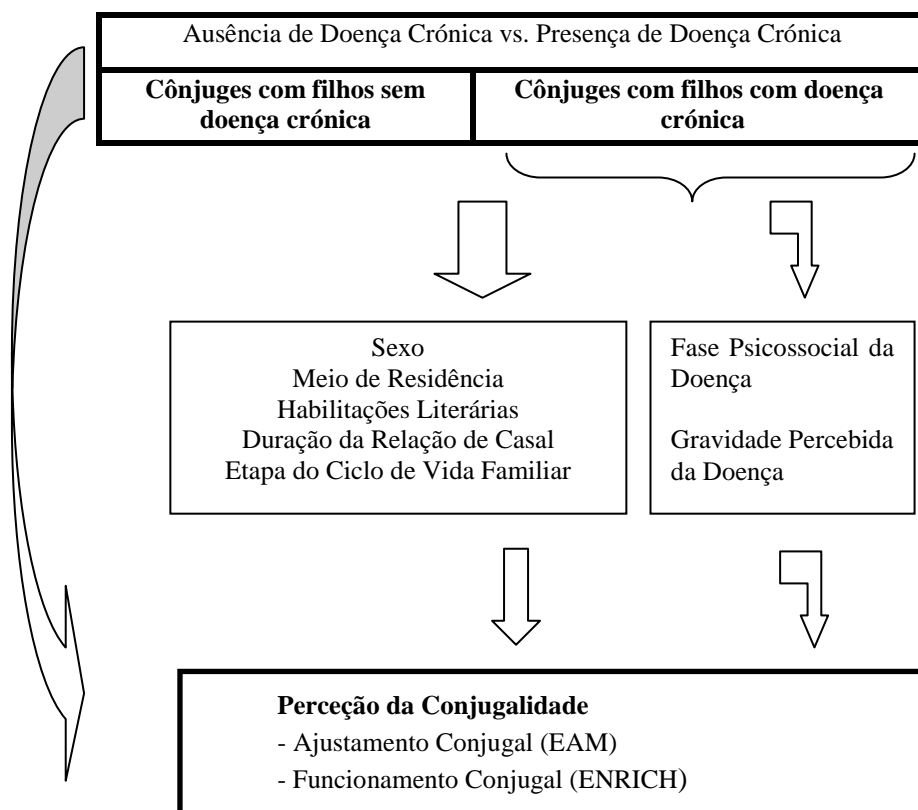 Ausência de Doença Crónica vs. Presença de Doença Crónica
Cônjuges com filhos sem
doença crónica
Cônjuges com filhos com doença
crónica
Sexo
Meio de Residência
Habilitações Literárias
Duração da Relação de Casal
Etapa do Ciclo de Vida Familiar
Fase Psicossocial da
Doença
Gravidade Percebida
da Doença
Perceção da Conjugalidade
- Ajustamento Conjugal (EAM)
- Funcionamento Conjugal (ENRICH)